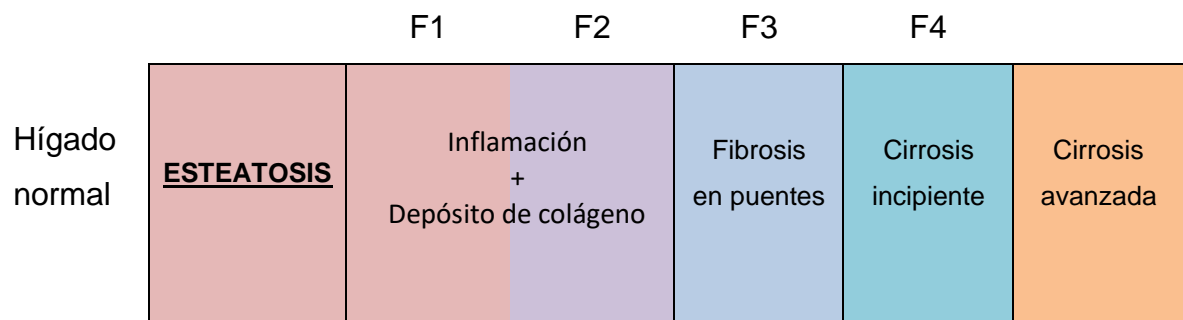 F1 F2 F3 F4
Hígado
normal
ESTEATOSIS
Inflamación
+
Depósito de colágeno
Fibrosis
en puentes
Cirrosis
incipiente
Cirrosis
avanzada